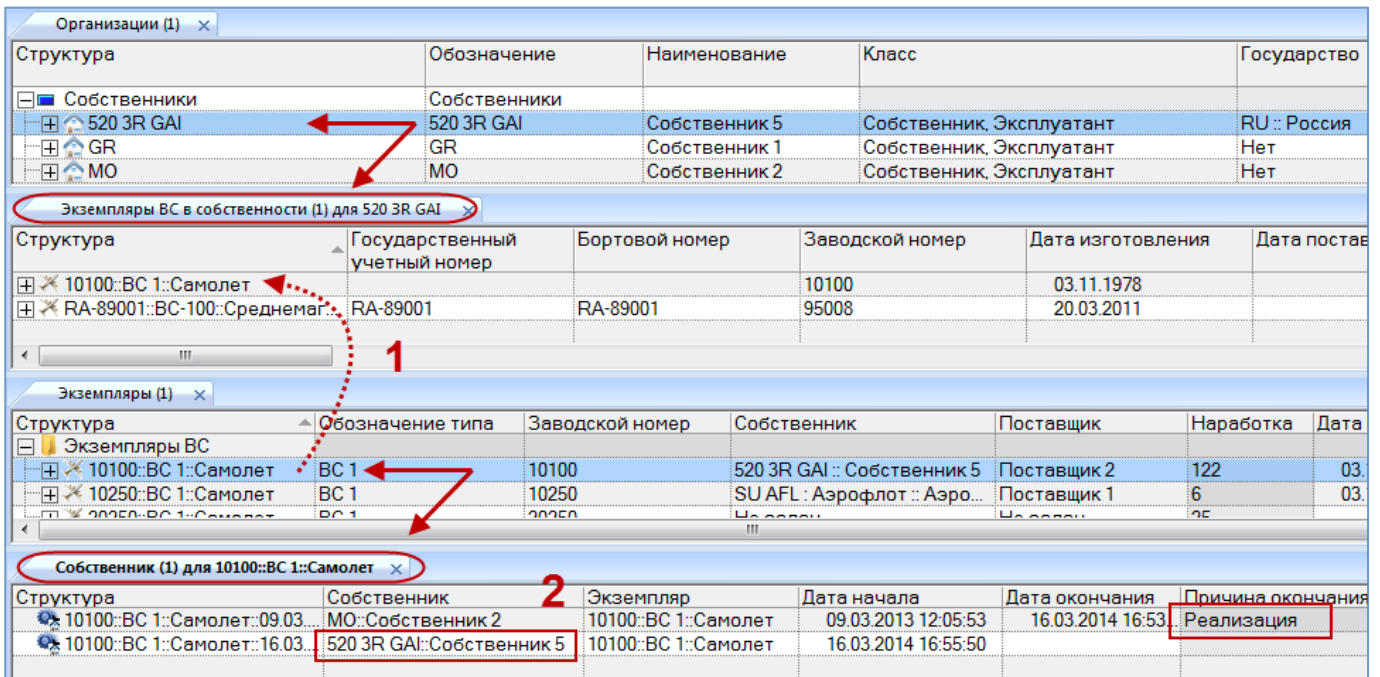 Организации (1)
Структура Обозначение Наименование Класс Государство
Собственники Собственники
520 3R GAI 520 3R GAI Собственник 5 Собственник, Эксплуатант RU :: Россия
GR GR Собственник 1 Собственник, Эксплуатант Нет
MO MO Собственник 2 Собственник, Эксплуатант Нет
Экземпляры ВС в собственности (1) для 520 3R GAI
Структура Государственный Бортовой номер Заводской номер Дата изготовления Дата постав
учетный номер
10100::ВС 1::Самолет 10100 03.11.1978
RA-89001::ВС-100::Среднемаг... RA-89001 RA-89001 95008 20.03.2011
1
Экземпляры (1)
Структура Обозначение типа Заводской номер Собственник Поставщик Наработка Дата
Экземпляры ВС
10100::ВС 1::Самолет ВС 1 10100 520 3R GAI :: Собственник 5 Поставщик 2 122 03.
10250::ВС 1::Самолет ВС 1 10250 SU AFL : Аэрофлот :: Аэро... Поставщик 1 6 03.
20250::ВС 1::Самолет ВС 1 20250
Собственник (1) для 10100::ВС 1::Самолет
2
Структура Собственник Экземпляр Дата начала Дата окончания Причина окончания
10100::ВС 1::Самолет::09.03.... МО::Собственник 2 10100::ВС 1::Самолет 09.03.2013 12:05:53 16.03.2014 16:53... Реализация
10100::ВС 1::Самолет::16.03.... 520 3R GAI::Собственник 5 10100::ВС 1::Самолет 16.03.2014 16:55:50